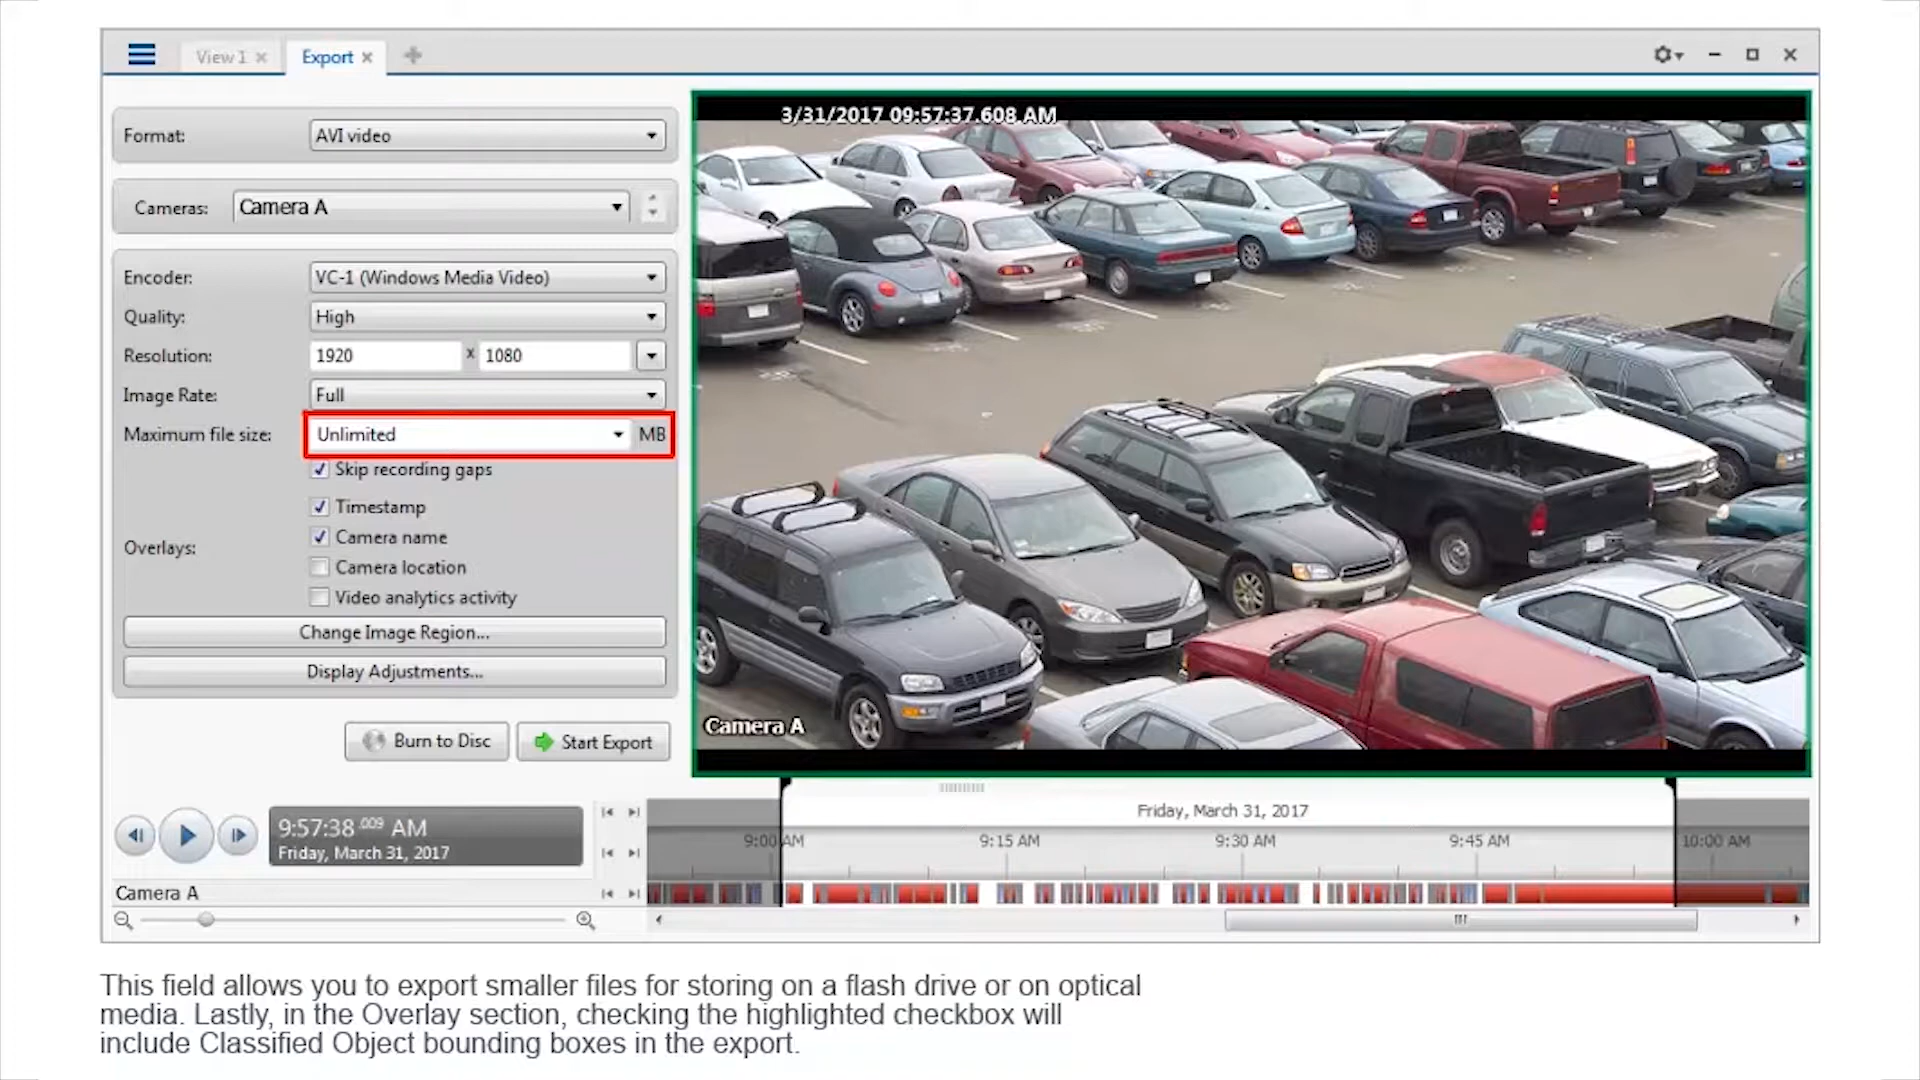 View 1
Export
3/31/2017 09:57:37.608 AM
Format:
AVI video
Cameras:
Camera A
Encoder:
VC-1 (Windows Media Video)
Quality:
High
Resolution:
1920 x 1080
Image Rate:
Full
Maximum file size:
Unlimited MB
Skip recording gaps
Overlays:
Timestamp
Camera name
Camera location
Video analytics activity
Change Image Region...
Display Adjustments...
Burn to Disc
Start Export
Camera A
9:57:38.009 AM
Friday, March 31, 2017
Friday, March 31, 2017
9:00 AM 9:15 AM 9:30 AM 9:45 AM 10:00 AM
Camera A
This field allows you to export smaller files for storing on a flash drive or on optical
media. Lastly, in the Overlay section, checking the highlighted checkbox will
include Classified Object bounding boxes in the export.